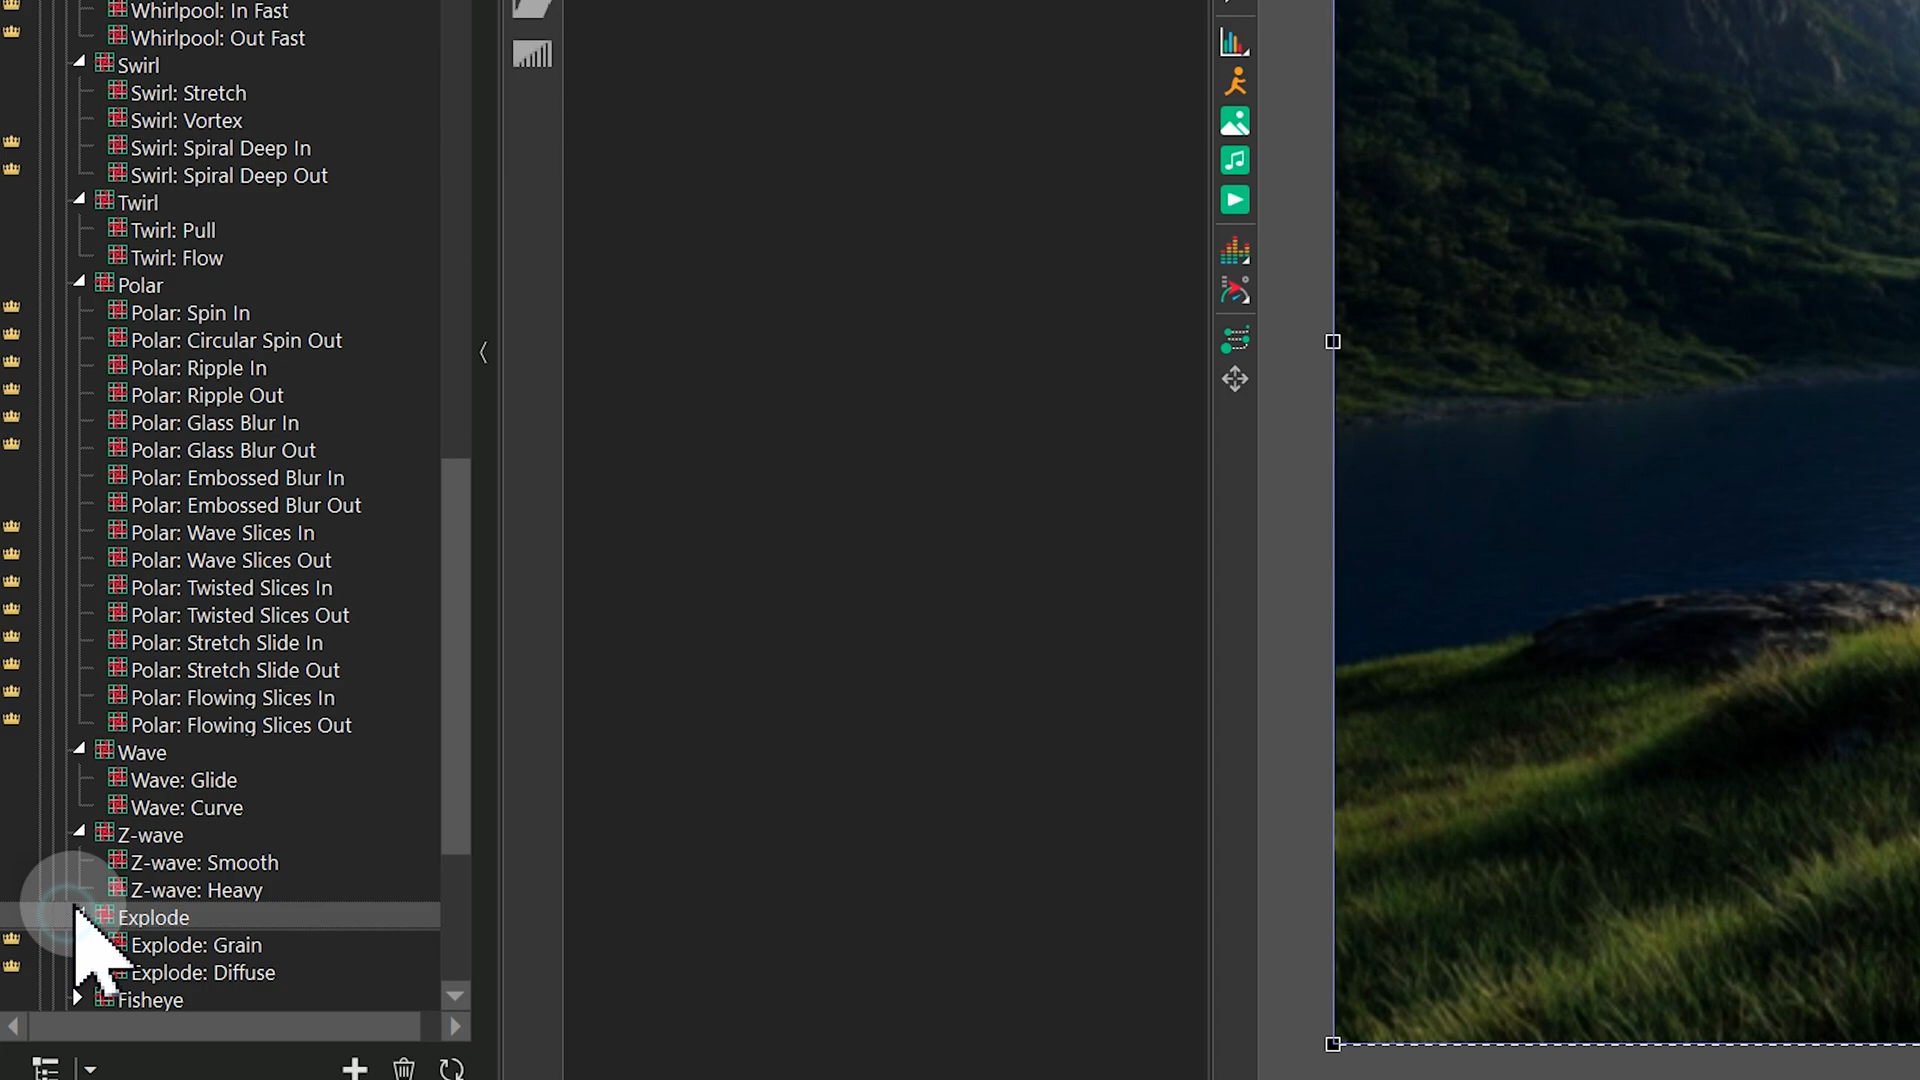 Whirlpool: In Fast
Whirlpool: Out Fast
Swirl
Swirl: Stretch
Swirl: Vortex
Swirl: Spiral Deep In
Swirl: Spiral Deep Out
Twirl
Twirl: Pull
Twirl: Flow
Polar
Polar: Spin In
Polar: Circular Spin Out
Polar: Ripple In
Polar: Ripple Out
Polar: Glass Blur In
Polar: Glass Blur Out
Polar: Embossed Blur In
Polar: Embossed Blur Out
Polar: Wave Slices In
Polar: Wave Slices Out
Polar: Twisted Slices In
Polar: Twisted Slices Out
Polar: Stretch Slide In
Polar: Stretch Slide Out
Polar: Flowing Slices In
Polar: Flowing Slices Out
Wave
Wave: Glide
Wave: Curve
Z-wave
Z-wave: Smooth
Z-wave: Heavy
Explode
Explode: Grain
Explode: Diffuse
Fisheye